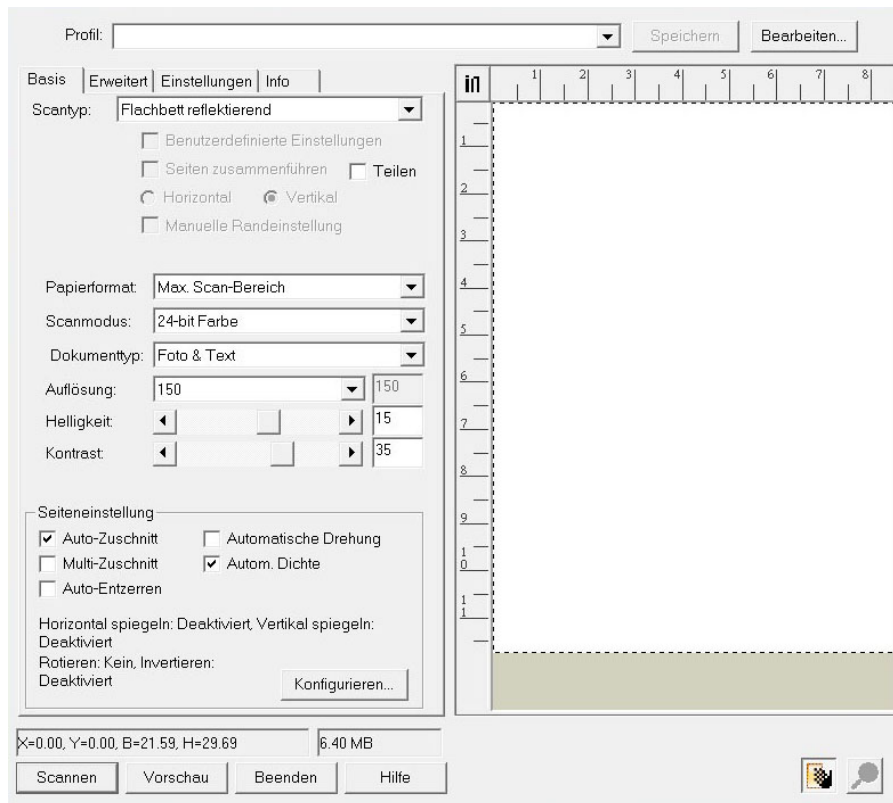 Profil: Speichern Bearbeiten...
Basis Erweitert Einstellungen Info
Scantyp: Flachbett reflektierend
Benutzerdefinierte Einstellungen
Seiten zusammenführen Teilen
Horizontal Vertikal
Manuelle Randeinstellung
Papierformat: Max. Scan-Bereich
Scanmodus: 24-bit Farbe
Dokumenttyp: Foto & Text
Auflösung: 150 150
Helligkeit: 15
Kontrast: 35
Seiteneinstellung
Auto-Zuschnitt Automatische Drehung
Multi-Zuschnitt Autom. Dichte
Auto-Entzerren
Horizontal spiegeln: Deaktiviert, Vertikal spiegeln:
Deaktiviert
Rotieren: Kein, Invertieren:
Deaktiviert
Konfigurieren...
X=0.00, Y=0.00, B=21.59, H=29.69 6.40 MB
Scannen Vorschau Beenden Hilfe
in 1 2 3 4 5 6 7 8
1
2
3
4
5
6
7
8
9
10
11